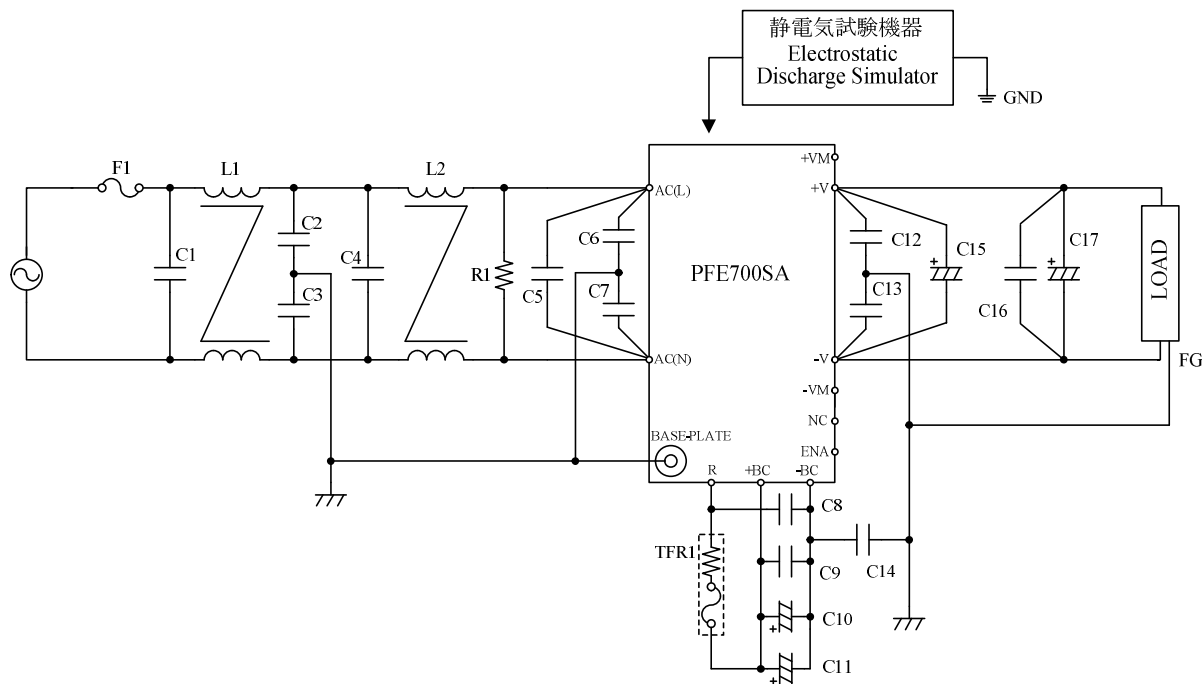 静電気試験機器
Electrostatic
Discharge Simulator
GND
F1
L1
L2
C1
C2
C3
C4
R1
C5
C6
C7
AC(L)
AC(N)
PFE700SA
+VM
+V
-V
-VM
NC
ENA
BASE-PLATE
R
+BC
-BC
C12
C13
+
C15
C16
+
C17
LOAD
FG
TFR1
C8
C9
C14
+
C10
+
C11